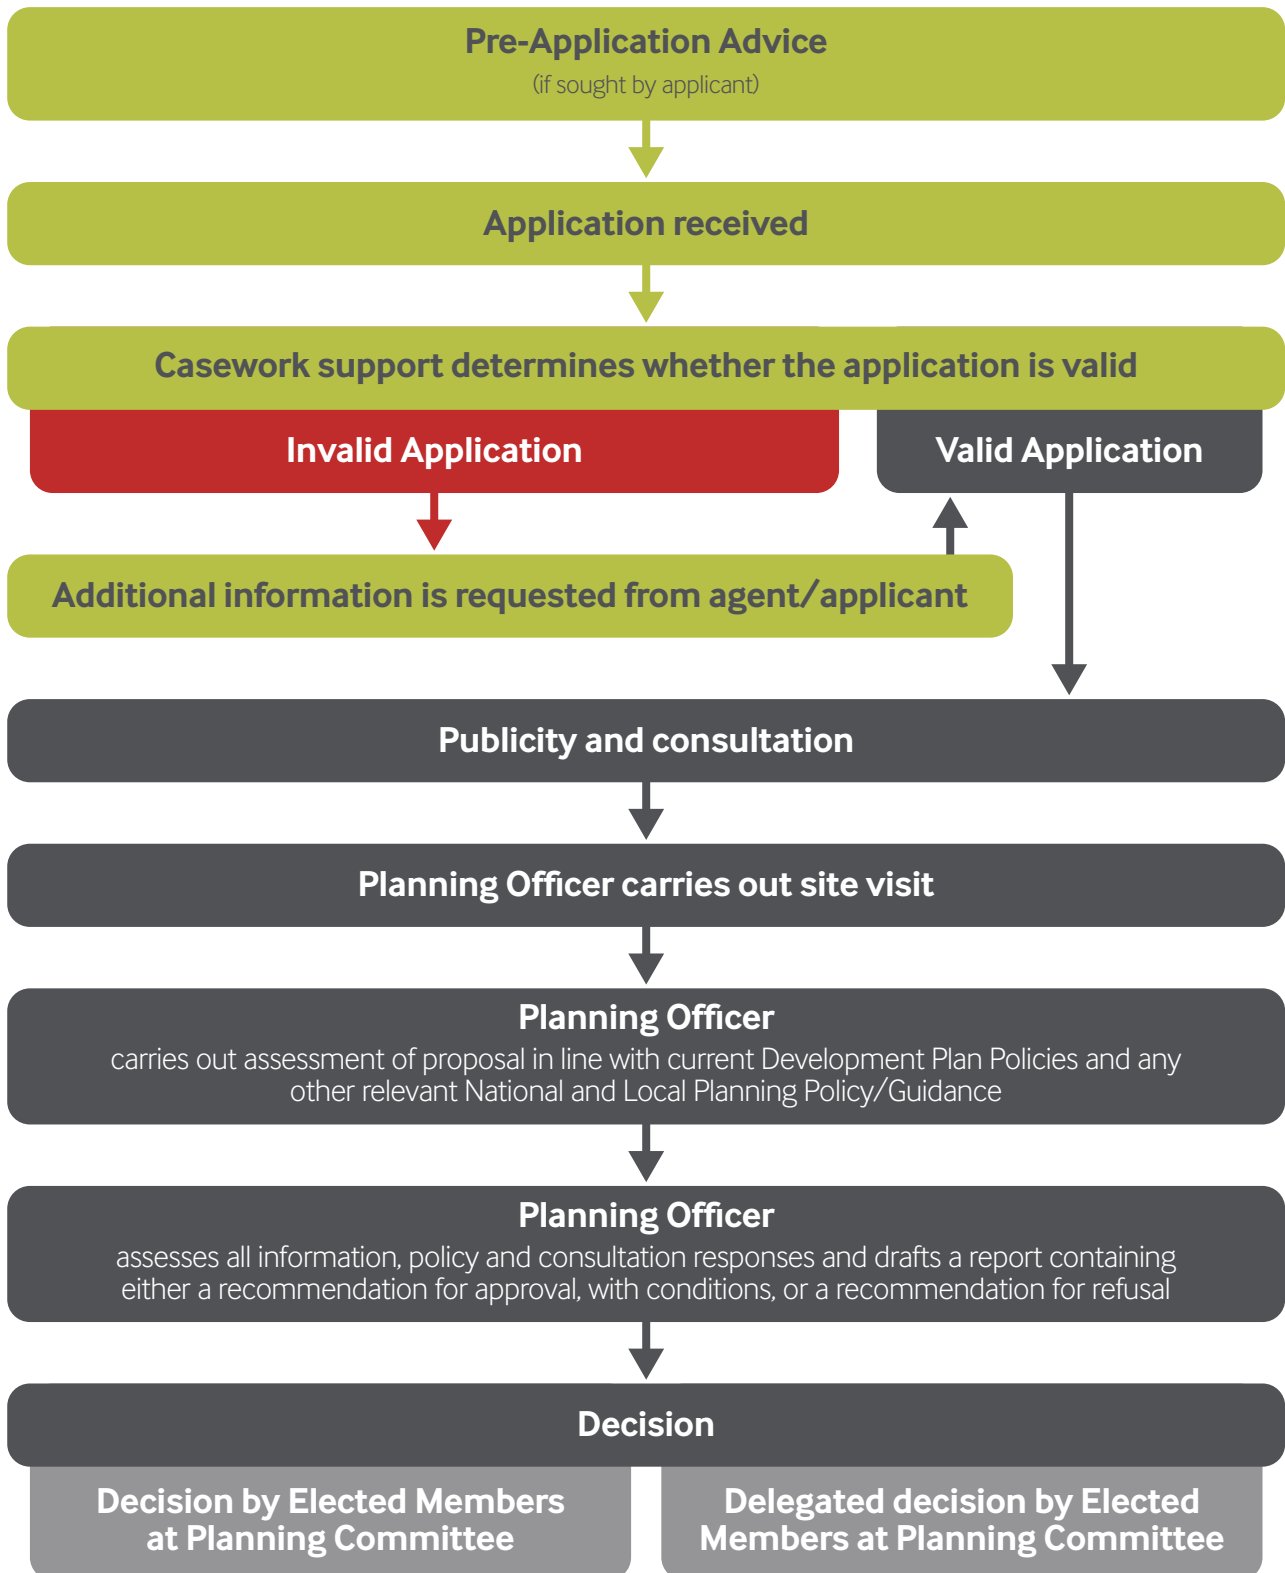 Pre-Application Advice
(if sought by applicant)
Application received
Casework support determines whether the application is valid
Invalid Application
Valid Application
Additional information is requested from agent/applicant
Publicity and consultation
Planning Officer carries out site visit
Planning Officer
carries out assessment of proposal in line with current Development Plan Policies and any
other relevant National and Local Planning Policy/Guidance
Planning Officer
assesses all information, policy and consultation responses and drafts a report containing
either a recommendation for approval, with conditions, or a recommendation for refusal
Decision
Decision by Elected Members
at Planning Committee
Delegated decision by Elected
Members at Planning Committee